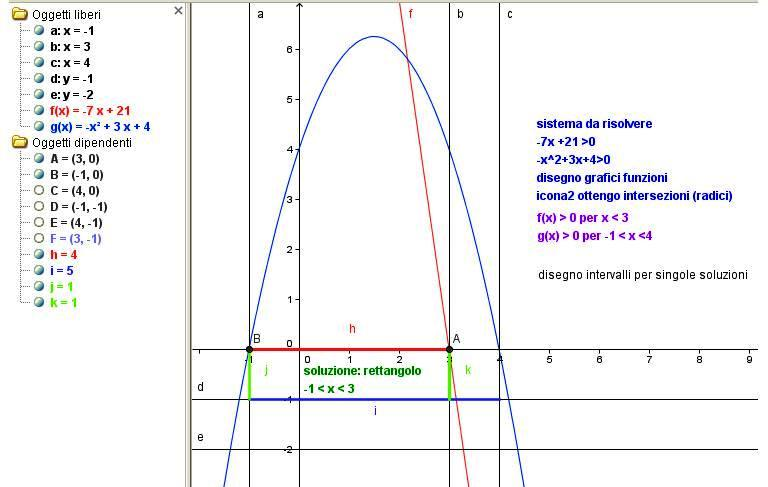 Oggetti liberi
a: x = -1
b: x = 3
c: x = 4
d: y = -1
e: y = -2
f(x) = -7 x + 21
g(x) = -x² + 3 x + 4
Oggetti dipendenti
A = (3, 0)
B = (-1, 0)
C = (4, 0)
D = (-1, -1)
E = (4, -1)
F = (3, -1)
h = 4
i = 5
j = 1
k = 1
a
f
b
c
6
5
4
3
2
1
0
sistema da risolvere
-7x +21 >0
-x^2+3x+4>0
disegno grafici funzioni
icona2 ottengo intersezioni (radici)
f(x) > 0 per x < 3
g(x) > 0 per -1 < x <4
disegno intervalli per singole soluzioni
h
B
A
-1 0 1 2 3 4 5 6 7 8 9
j
soluzione: rettangolo
k
-1 < x < 3
d
-1
i
e
-2